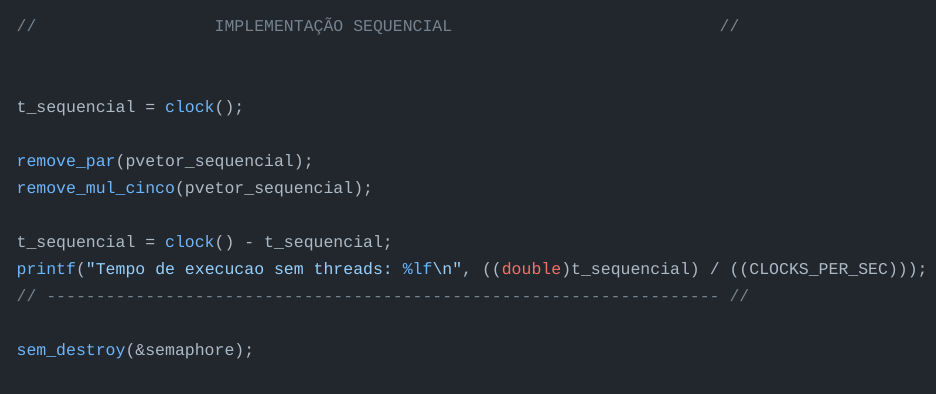 //                  IMPLEMENTAÇÃO SEQUENCIAL                           //
t_sequencial = clock();
remove_par(pvetor_sequencial);
remove_mul_cinco(pvetor_sequencial);
t_sequencial = clock() - t_sequencial;
printf("Tempo de execucao sem threads: %lf\n", ((double)t_sequencial) / ((CLOCKS_PER_SEC)));
// -------------------------------------------------------------------- //
sem_destroy(&semaphore);